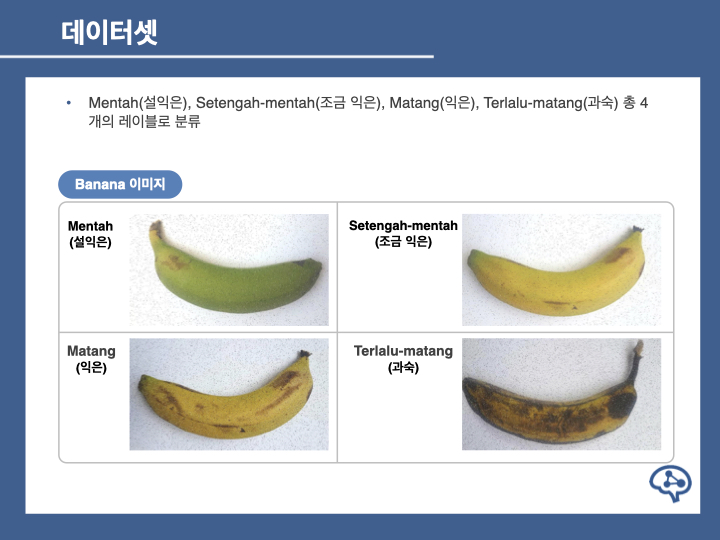 데이터셋
• Mentah(설익은), Setengah-mentah(조금 익은), Matang(익은), Terlalu-matang(과숙) 총 4
개의 레이블로 분류
Banana 이미지
Mentah
(설익은)
Setengah-mentah
(조금 익은)
Matang
(익은)
Terlalu-matang
(과숙)